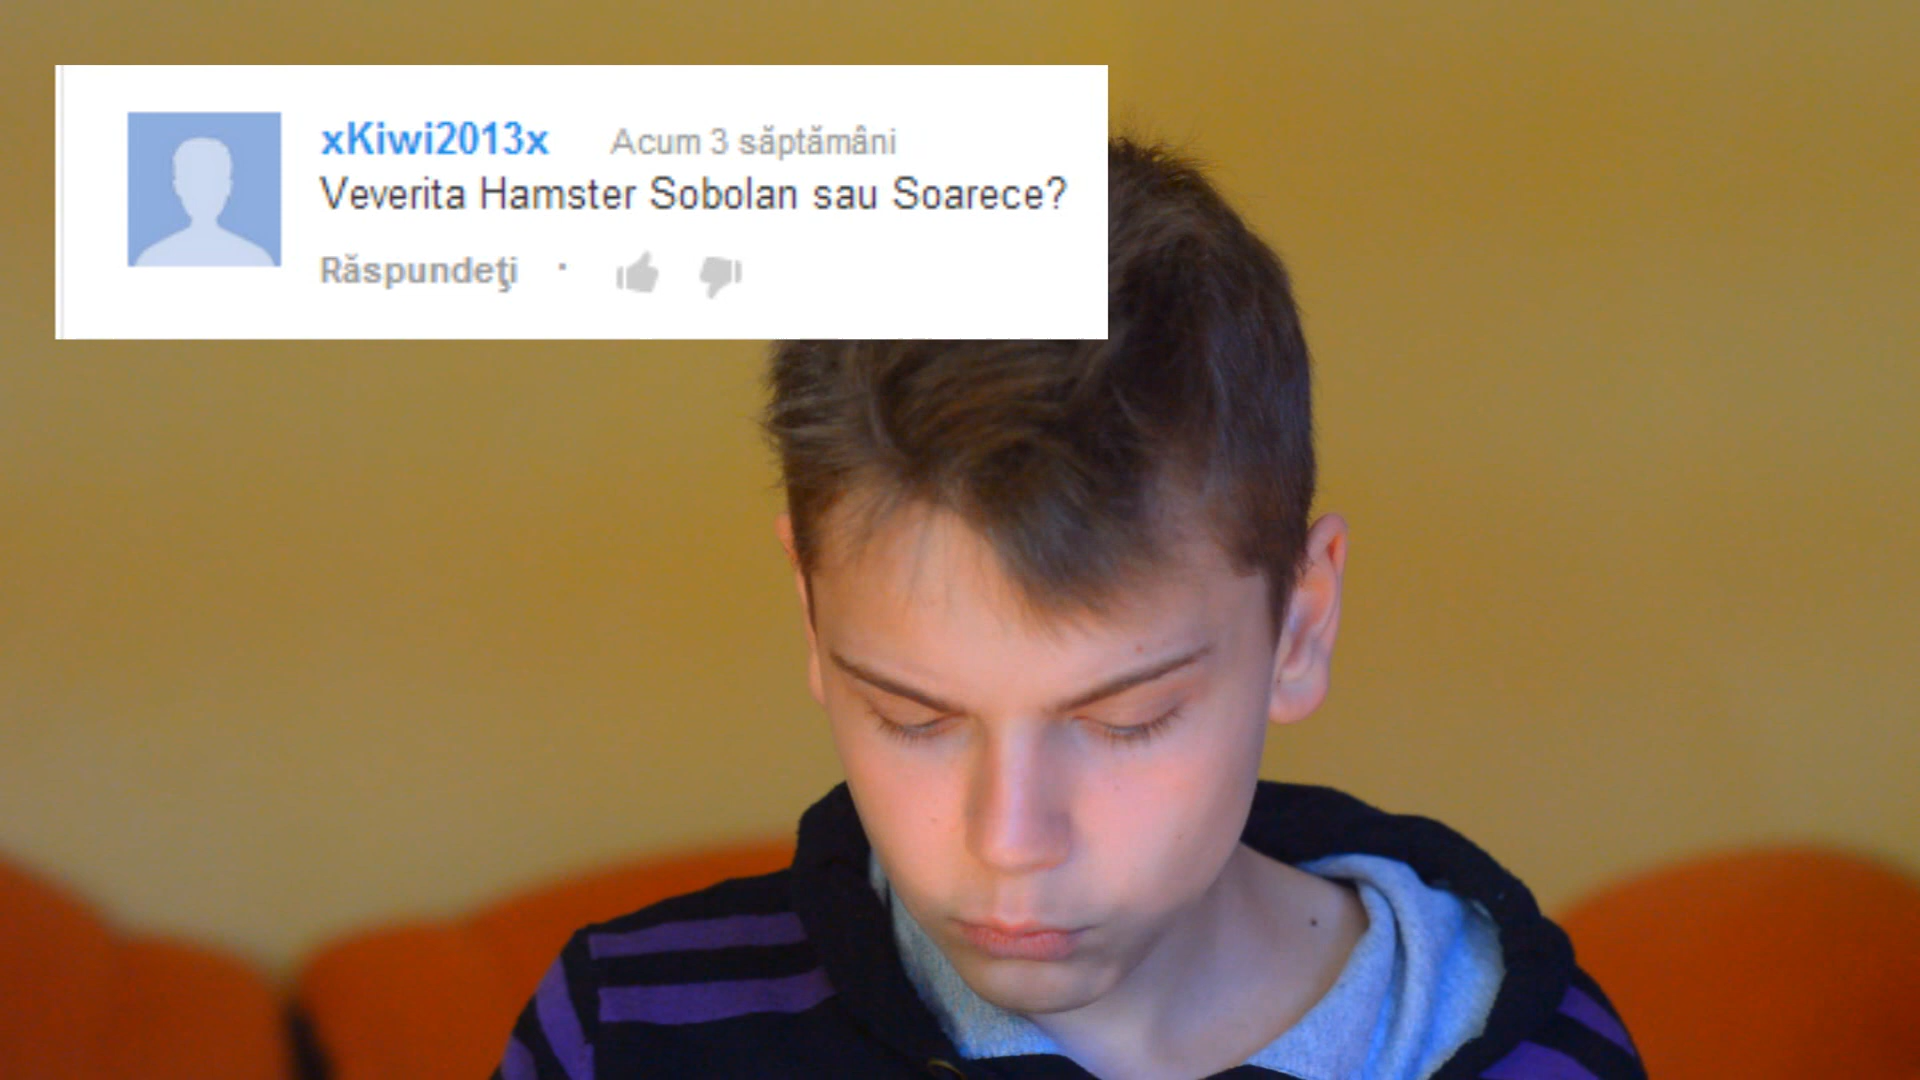 xKiwi2013x Acum 3 săptămâni
Veverita Hamster Sobolan sau Soarece?
Răspundeţi ·